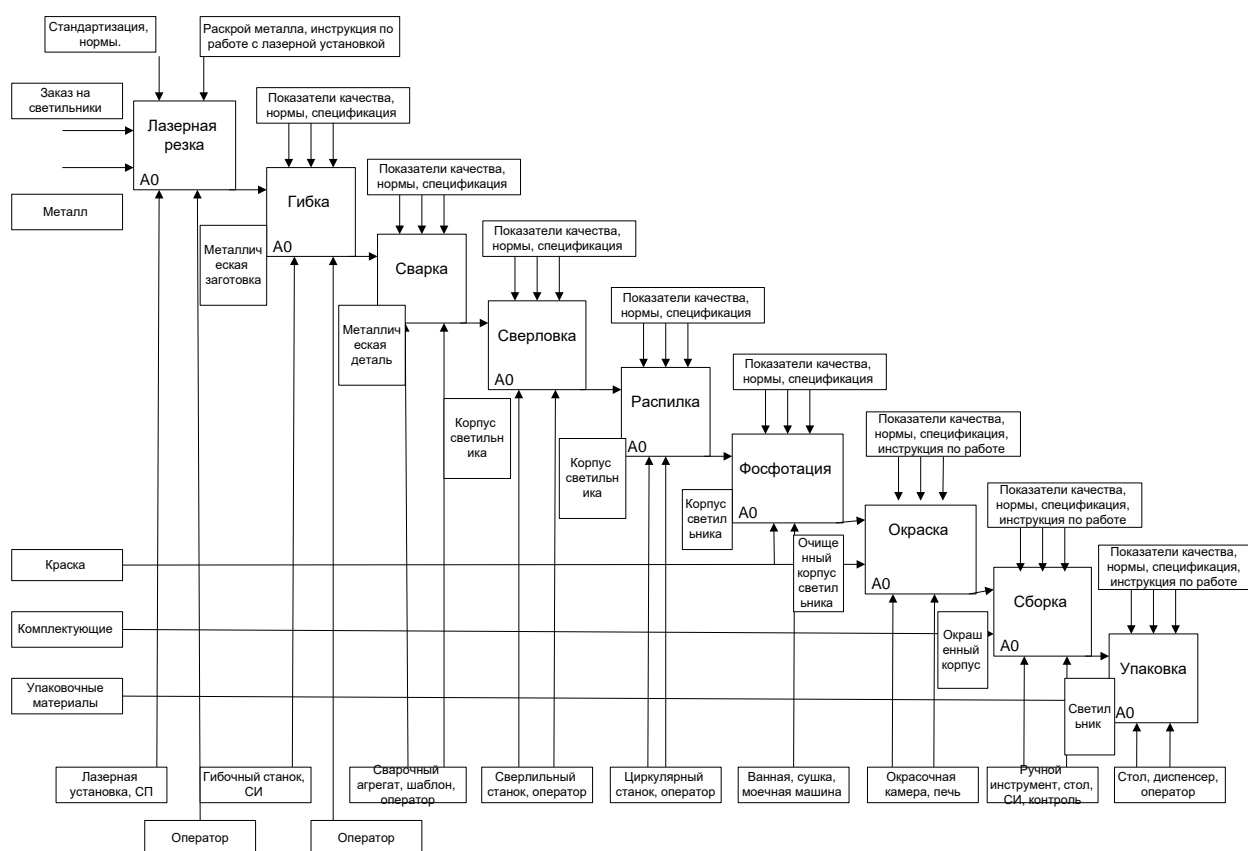 Стандартизация,
нормы.
Раскрой металла, инструкция по
работе с лазерной установкой
Заказ на
светильники
Лазерная
резка
A0
Металл
Показатели качества,
нормы, спецификация
Гибка
A0
Металлич
еская
заготовка
Показатели качества,
нормы, спецификация
Сварка
Металлич
еская
деталь
Показатели качества,
нормы, спецификация
Сверловка
A0
Корпус
светильн
ика
Показатели качества,
нормы, спецификация
Распилка
A0
Корпус
светильн
ика
Показатели качества,
нормы, спецификация
Фосфотация
A0
Корпус
светил
ьника
Показатели качества,
нормы, спецификация,
инструкция по работе
Окраска
A0
Очище
нный
корпус
светил
ьника
Показатели качества,
нормы, спецификация,
инструкция по работе
Сборка
A0
Окраш
енный
корпус
Показатели качества,
нормы, спецификация,
инструкция по работе
Упаковка
A0
Светил
ьник
Краска
Комплектующие
Упаковочные
материалы
Лазерная
установка, СП
Гибочный станок,
СИ
Сварочный
агрегат, шаблон,
оператор
Сверлильный
станок, оператор
Циркулярный
станок, оператор
Ванная, сушка,
моечная машина
Окрасочная
камера, печь
Ручной
инструмент, стол,
СИ, контроль
Стол, диспенсер,
оператор
Оператор
Оператор